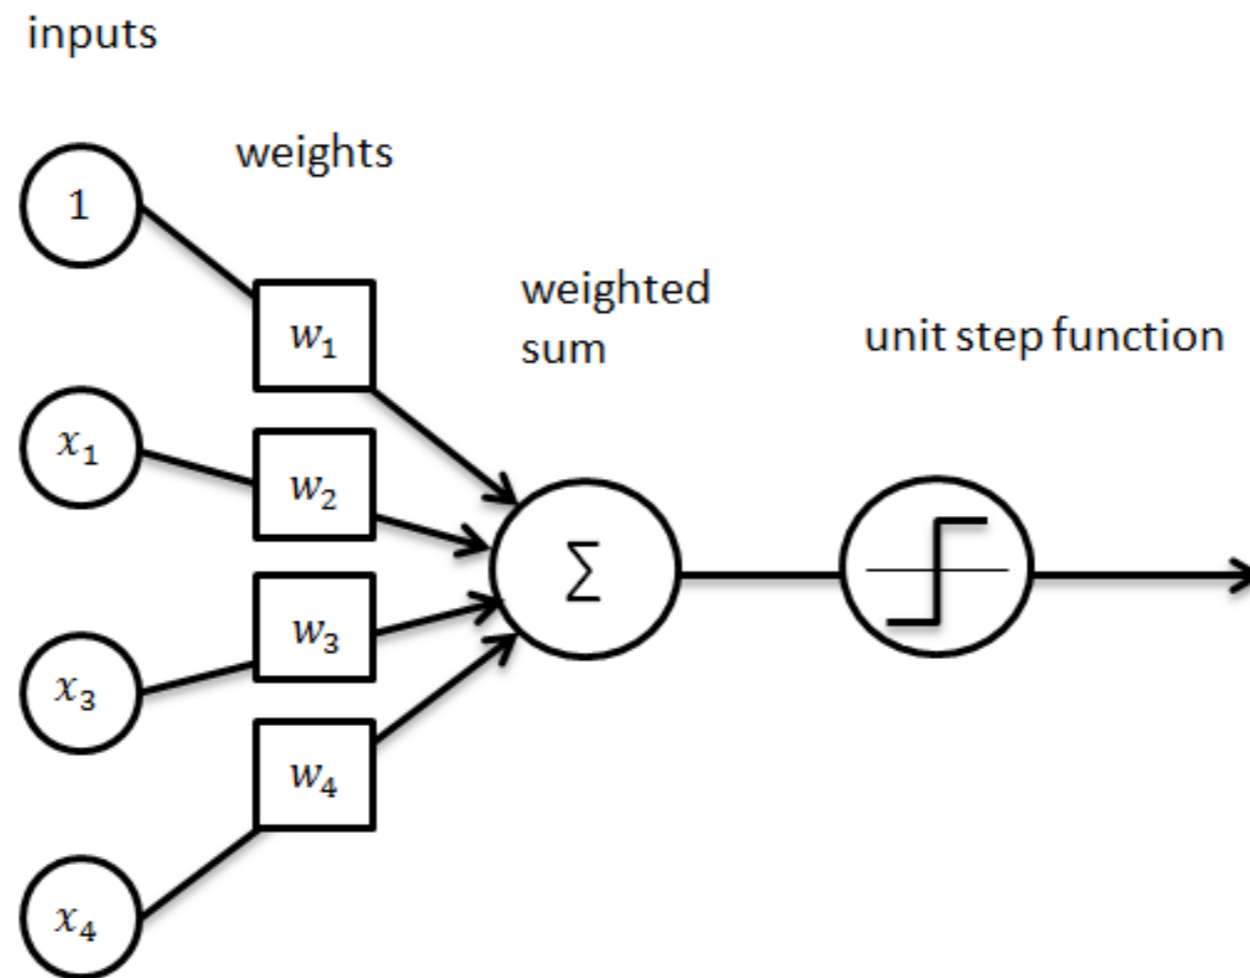 inputs
weights
1
w₁
weighted
sum
unit step function
x₁
w₂
∑
w₃
x₃
w₄
x₄